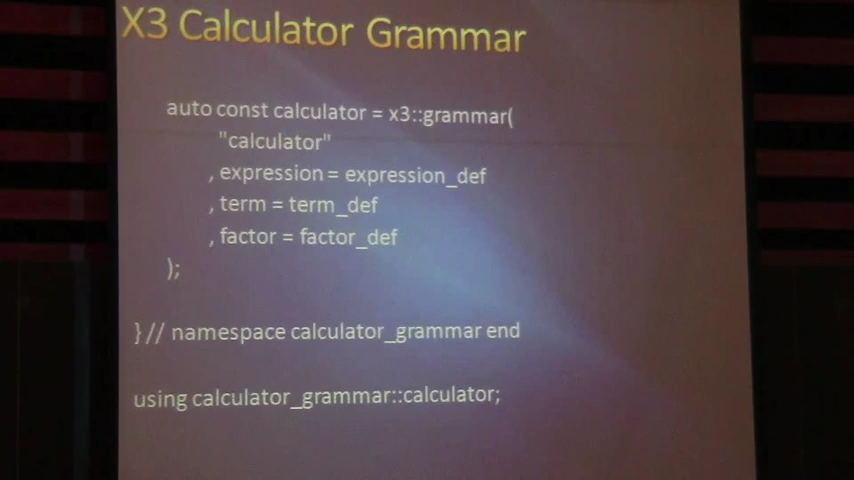 X3 Calculator Grammar
auto const calculator = x3::grammar(
"calculator"
, expression = expression_def
, term = term_def
, factor = factor_def
);
} // namespace calculator_grammar end
using calculator_grammar::calculator;